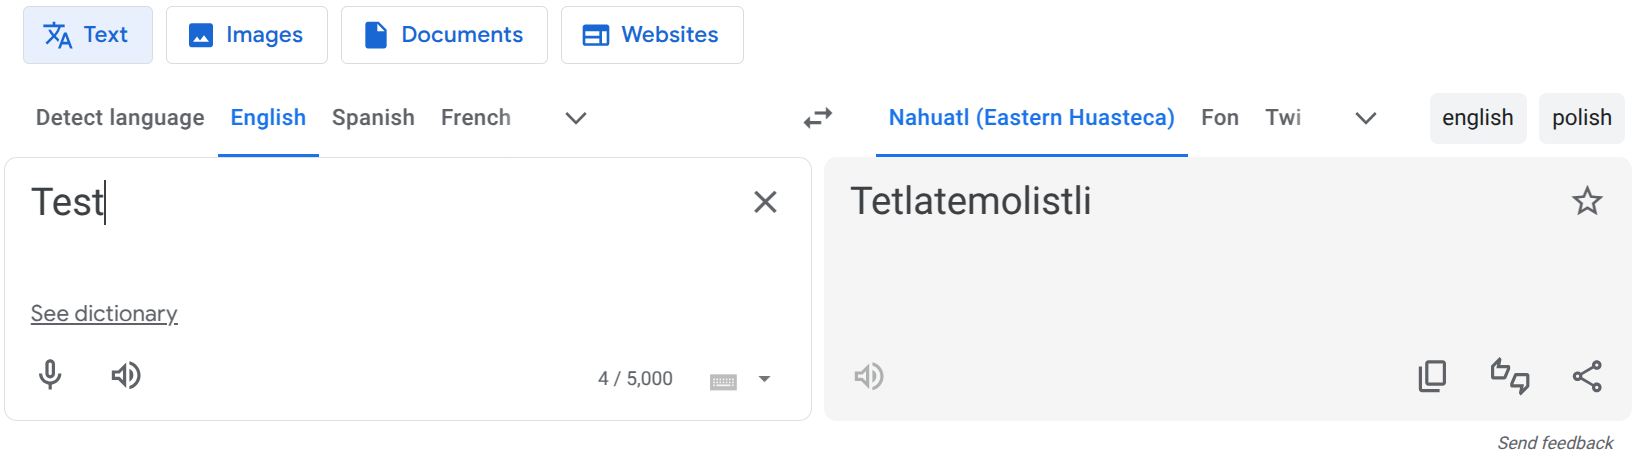 Text Images Documents Websites
Detect language English Spanish French Nahuatl (Eastern Huasteca) Fon Twi english polish
Test Tetlatemolistli
See dictionary
4 / 5,000
Send feedback